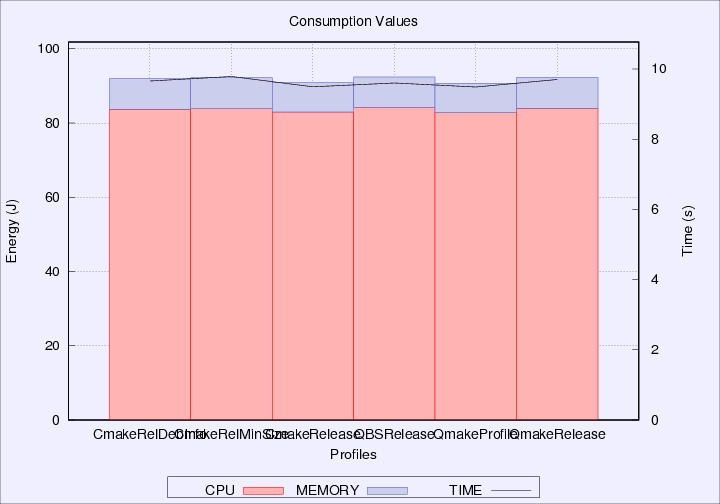 Consumption Values
100
80
60
40
20
0
Energy (J)
10
8
6
4
2
0
Time (s)
CmakeRelDebInfo CmakeRelMinSize CmakeRelease QBSRelease QmakeProfile QmakeRelease
Profiles
CPU MEMORY TIME